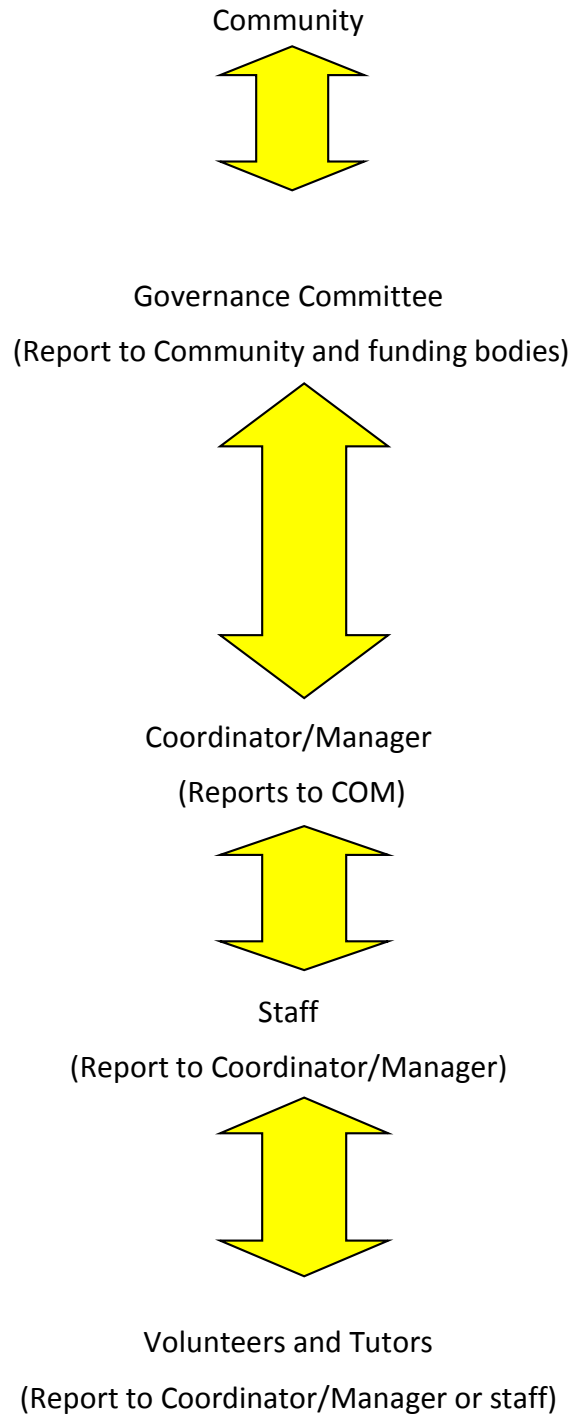 Community
Governance Committee
(Report to Community and funding bodies)
Coordinator/Manager
(Reports to COM)
Staff
(Report to Coordinator/Manager)
Volunteers and Tutors
(Report to Coordinator/Manager or staff)